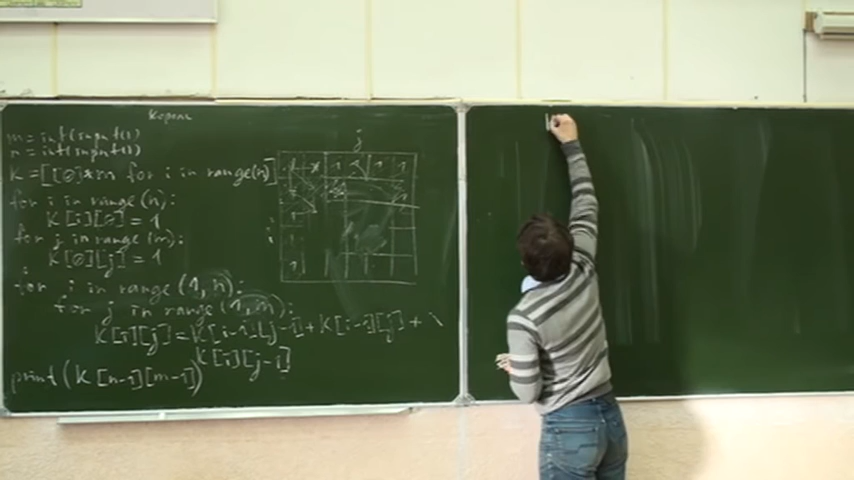 Король
j
m = int(input())
n = int(input())
K = [[0]*m for i in range(n)]
for i in range(n):
K[i][0] = 1
for j in range(m):
K[0][j] = 1
for i in range(1, n):
for j in range(1, m):
K[i][j] = K[i-1][j-1] + K[i-1][j] +
K[i][j-1]
print(K[n-1][m-1])